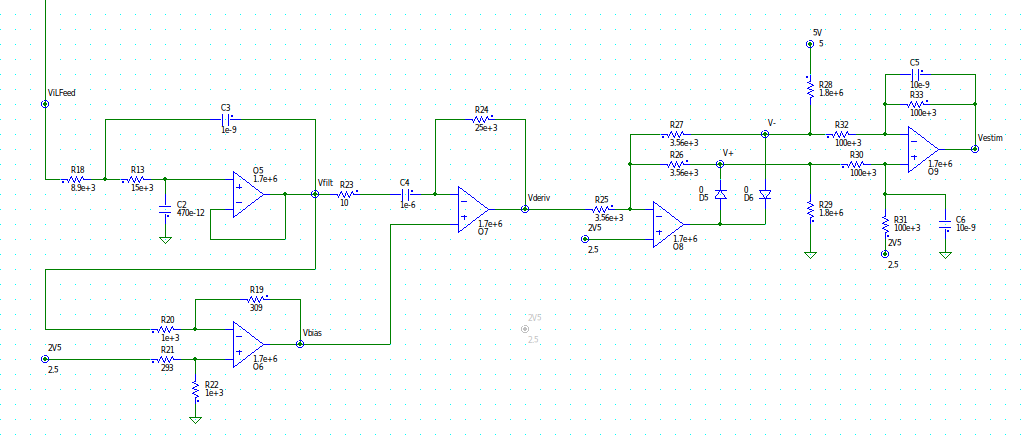 5V
5
C5
10e-9
R28
1.8e+6
R33
100e+3
ViLFeed
C3
1e-9
R24
25e+3
R27
3.56e+3
V-
R32
100e+3
Vestim
R18
8.9e+3
R13
15e+3
O5
1.7e+6
R26
3.56e+3
V+
R30
100e+3
1.7e+6
O9
Vfilt
R23
10
C4
1e-6
0
D5
0
D6
C2
470e-12
Vderiv
R25
3.56e+3
R29
1.8e+6
R31
100e+3
C6
10e-9
1.7e+6
O7
2V5
2.5
1.7e+6
O8
2V5
2.5
R19
309
R20
1e+3
Vbias
2V5
2.5
2V5
2.5
R21
293
1.7e+6
O6
R22
1e+3